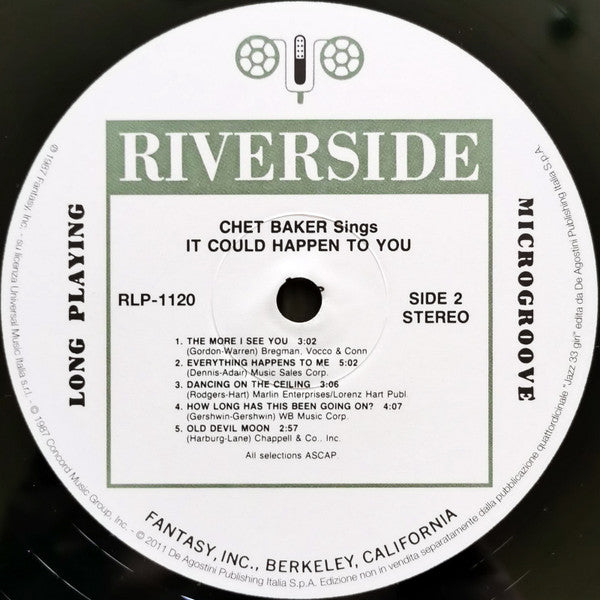 RIVERSIDE
CHET BAKER Sings
IT COULD HAPPEN TO YOU
RLP-1120
SIDE 2
STEREO
1. THE MORE I SEE YOU 3:02
(Gordon-Warren) Bregman, Vocco & Conn
2. EVERYTHING HAPPENS TO ME 5:02
(Dennis-Adair) Music Sales Corp.
3. DANCING ON THE CEILING 3:06
(Rodgers-Hart) Marlin Enterprises/Lorenz Hart Publ.
4. HOW LONG HAS THIS BEEN GOING ON? 4:07
(Gershwin-Gershwin) WB Music Corp.
5. OLD DEVIL MOON 2:57
(Harburg-Lane) Chappell & Co., Inc.
All selections ASCAP.
LONG PLAYING
MICROGROOVE
FANTASY, INC., BERKELEY, CALIFORNIA
℗ 1987 Fantasy, Inc. - su licenza Universal Music Italia s.r.l. - © 1987 Concord Music Group, Inc. - © 2011 De Agostini Publishing Italia S.p.A. Edizione non in vendita separatamente dalla pubblicazione quattordicinale "Jazz 33 giri" edita da De Agostini Publishing Italia S.p.A.